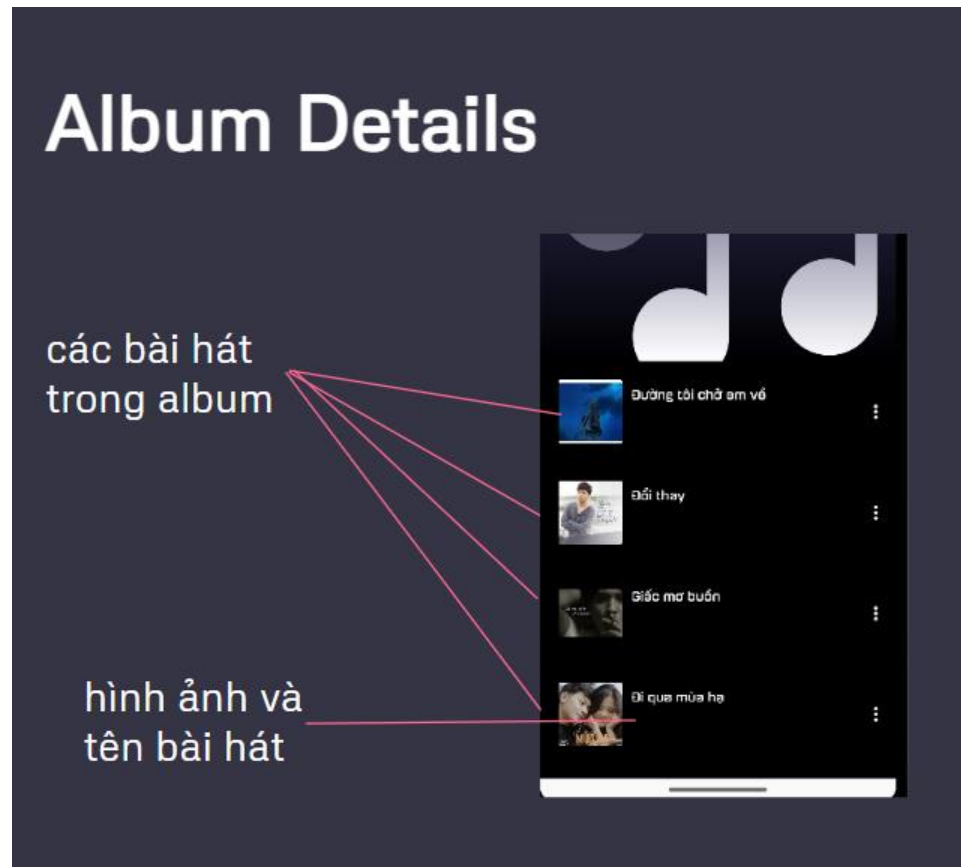 Album Details
các bài hát
trong album
Đường tôi chở em về
Đổi thay
Giấc mơ buồn
Đi qua mùa hạ
hình ảnh và
tên bài hát